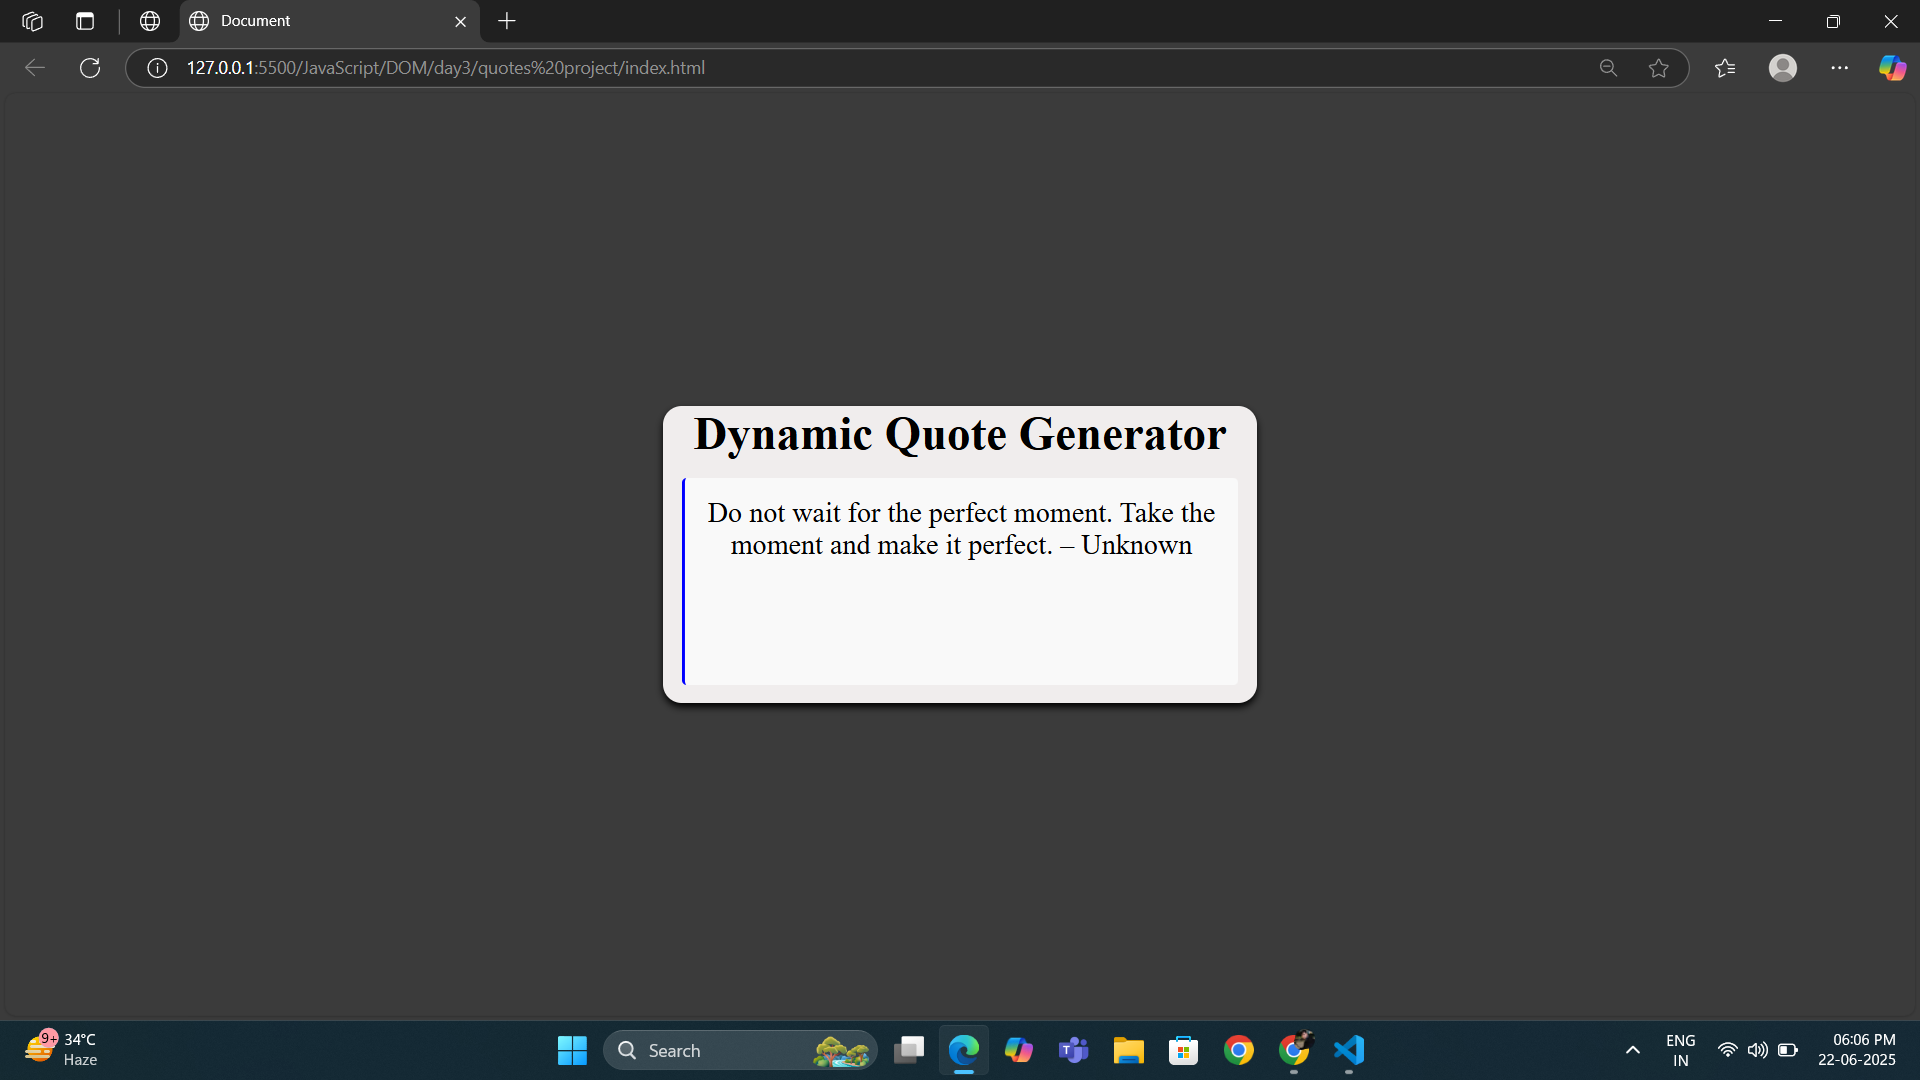 Document
127.0.0.1:5500/JavaScript/DOM/day3/quotes%20project/index.html
Dynamic Quote Generator
Do not wait for the perfect moment. Take the
moment and make it perfect. – Unknown
9+
34°C
Haze
Search
T
ENG
IN
06:06 PM
22-06-2025